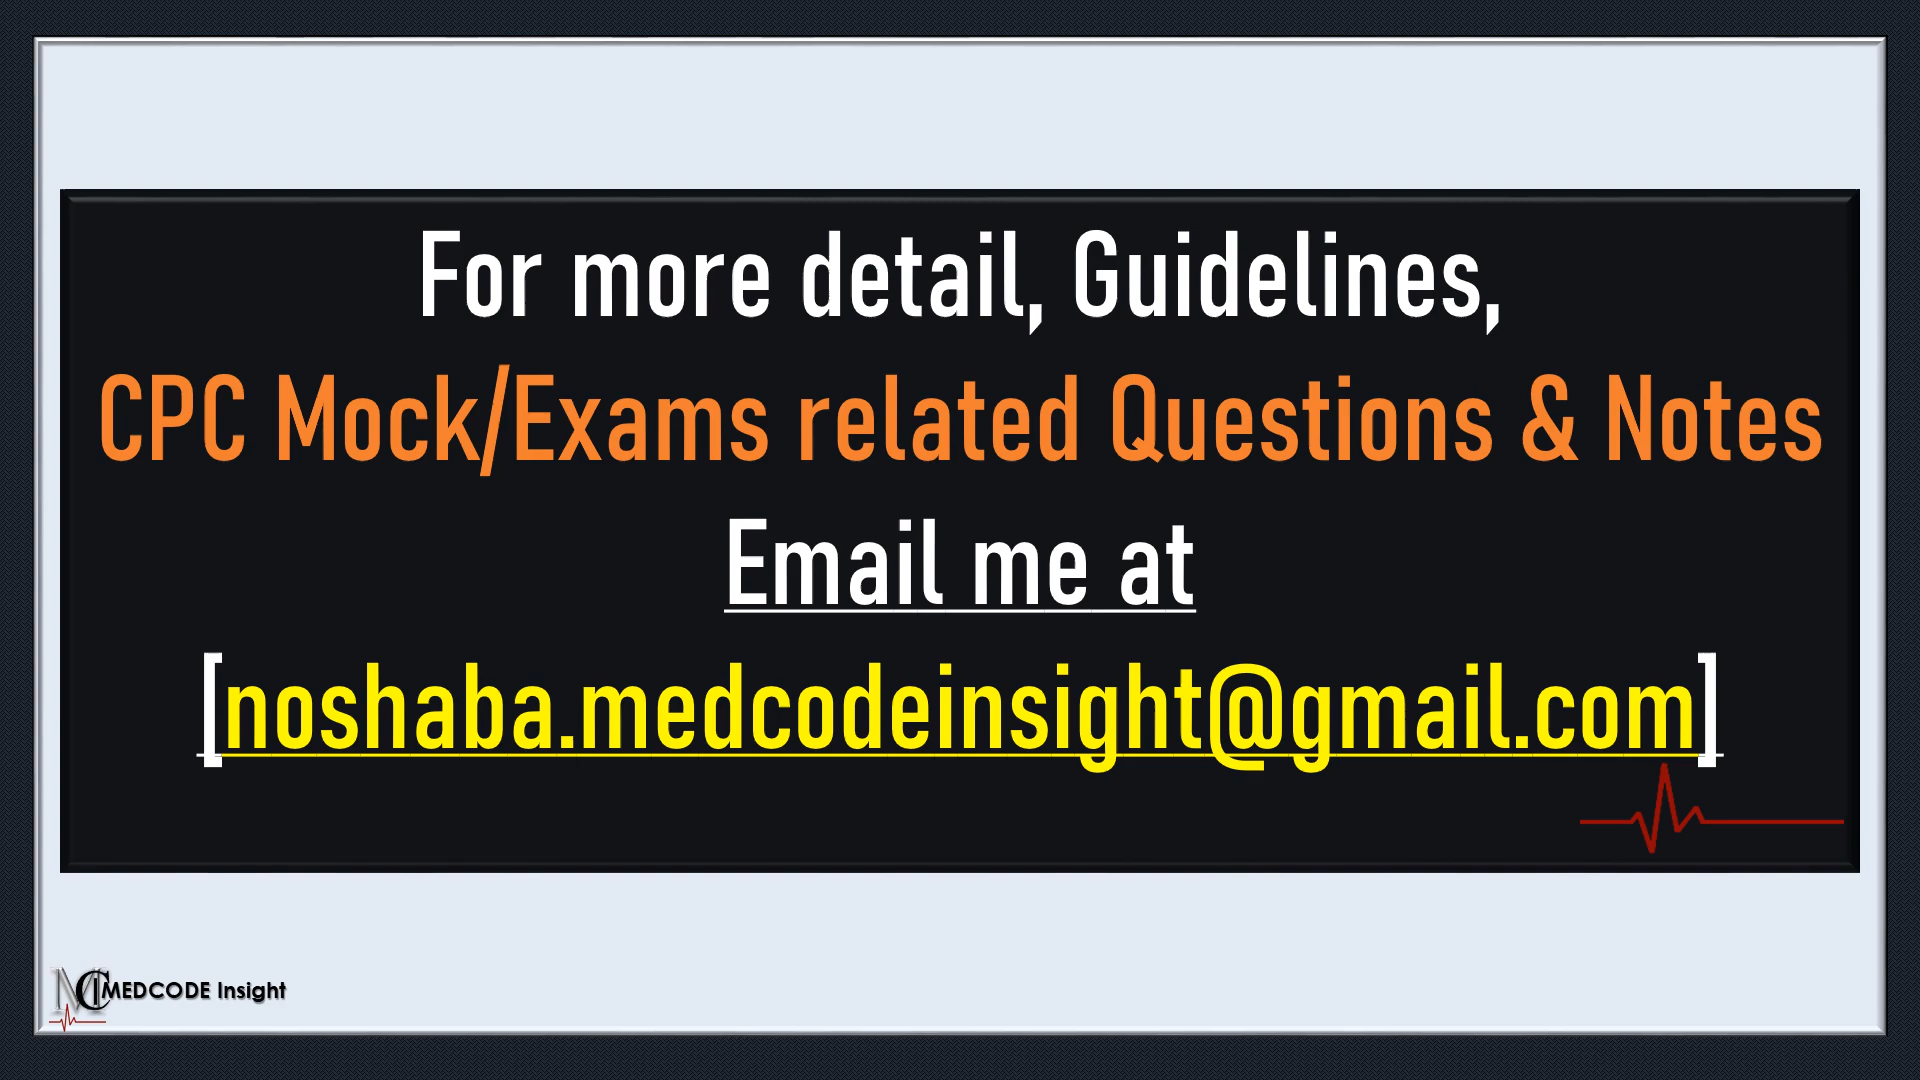 For more detail, Guidelines,
CPC Mock/Exams related Questions & Notes
Email me at
[noshaba.medcodeinsight@gmail.com]
MC MEDCODE Insight